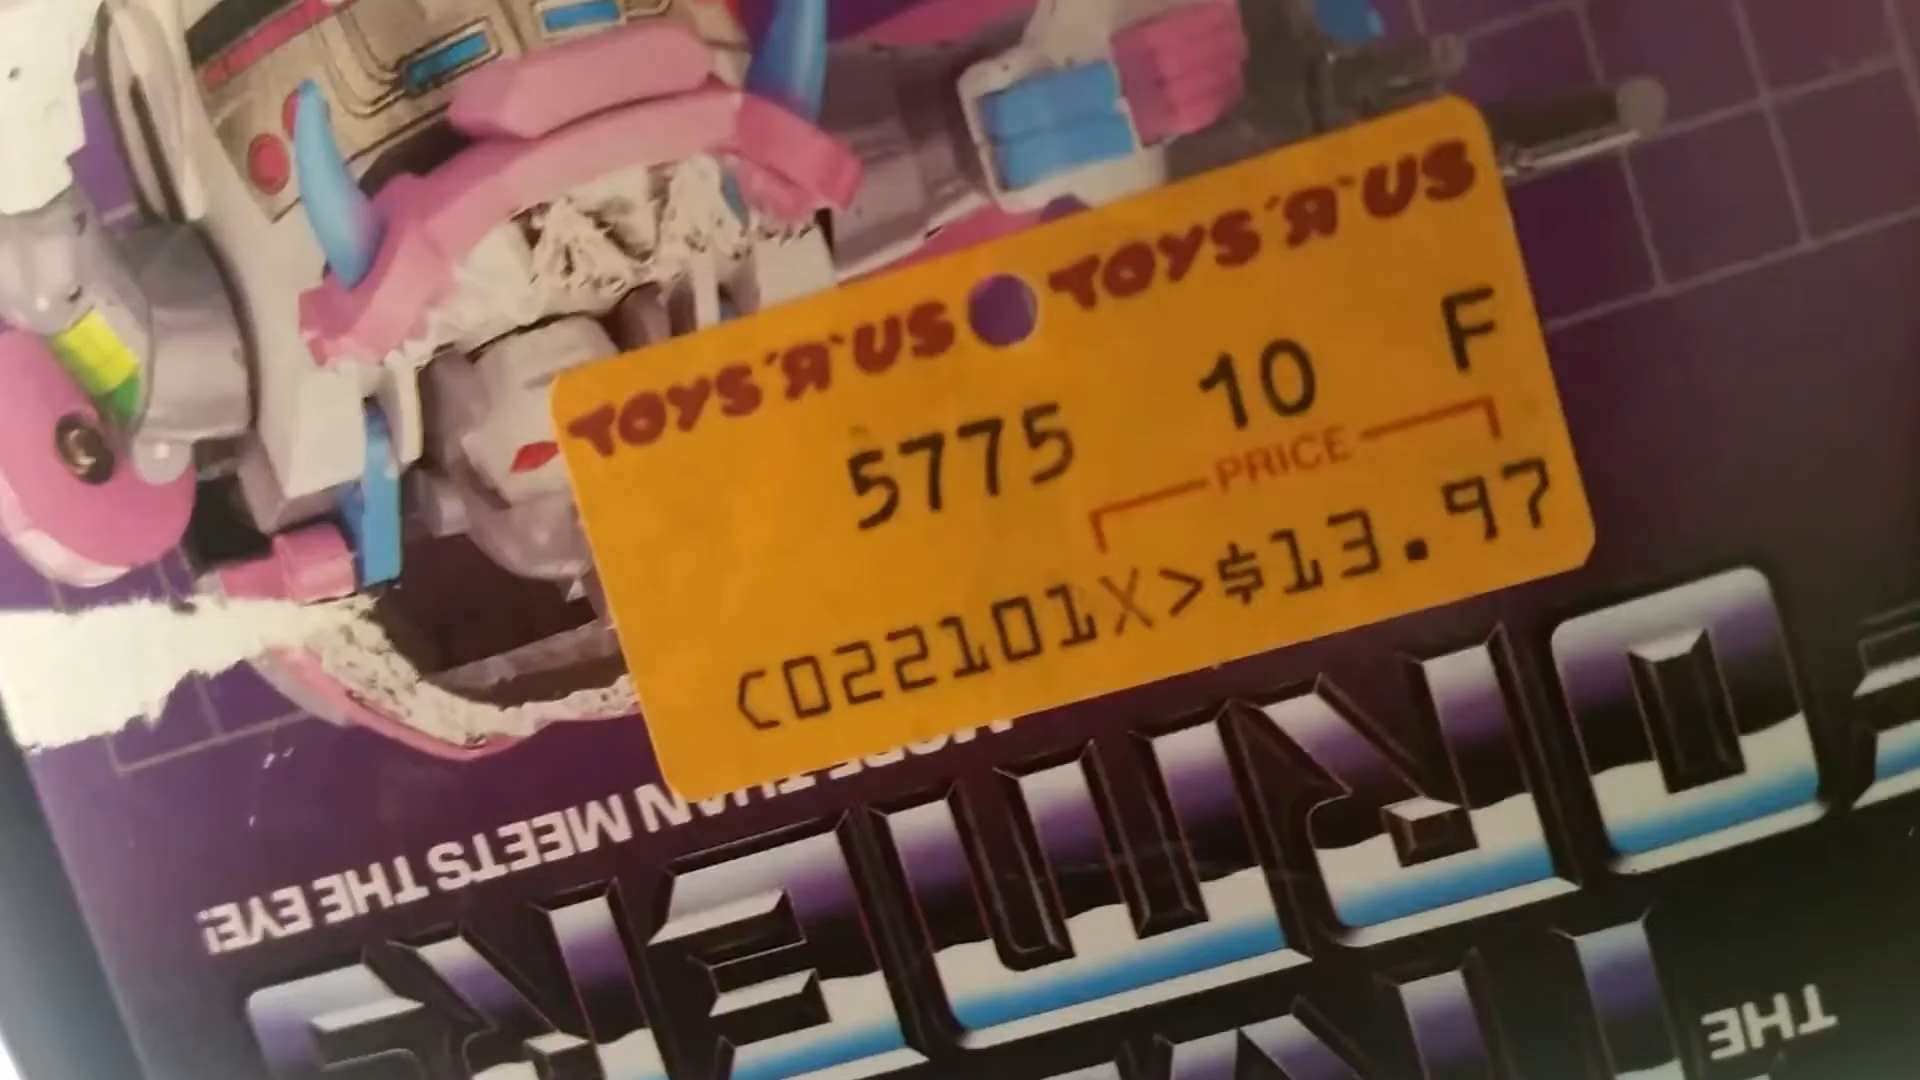 TOYS "Я" US TOYS "Я" US
5775 10 F
PRICE
C022101X>$13.97
MORE THAN MEETS THE EYE!
THE